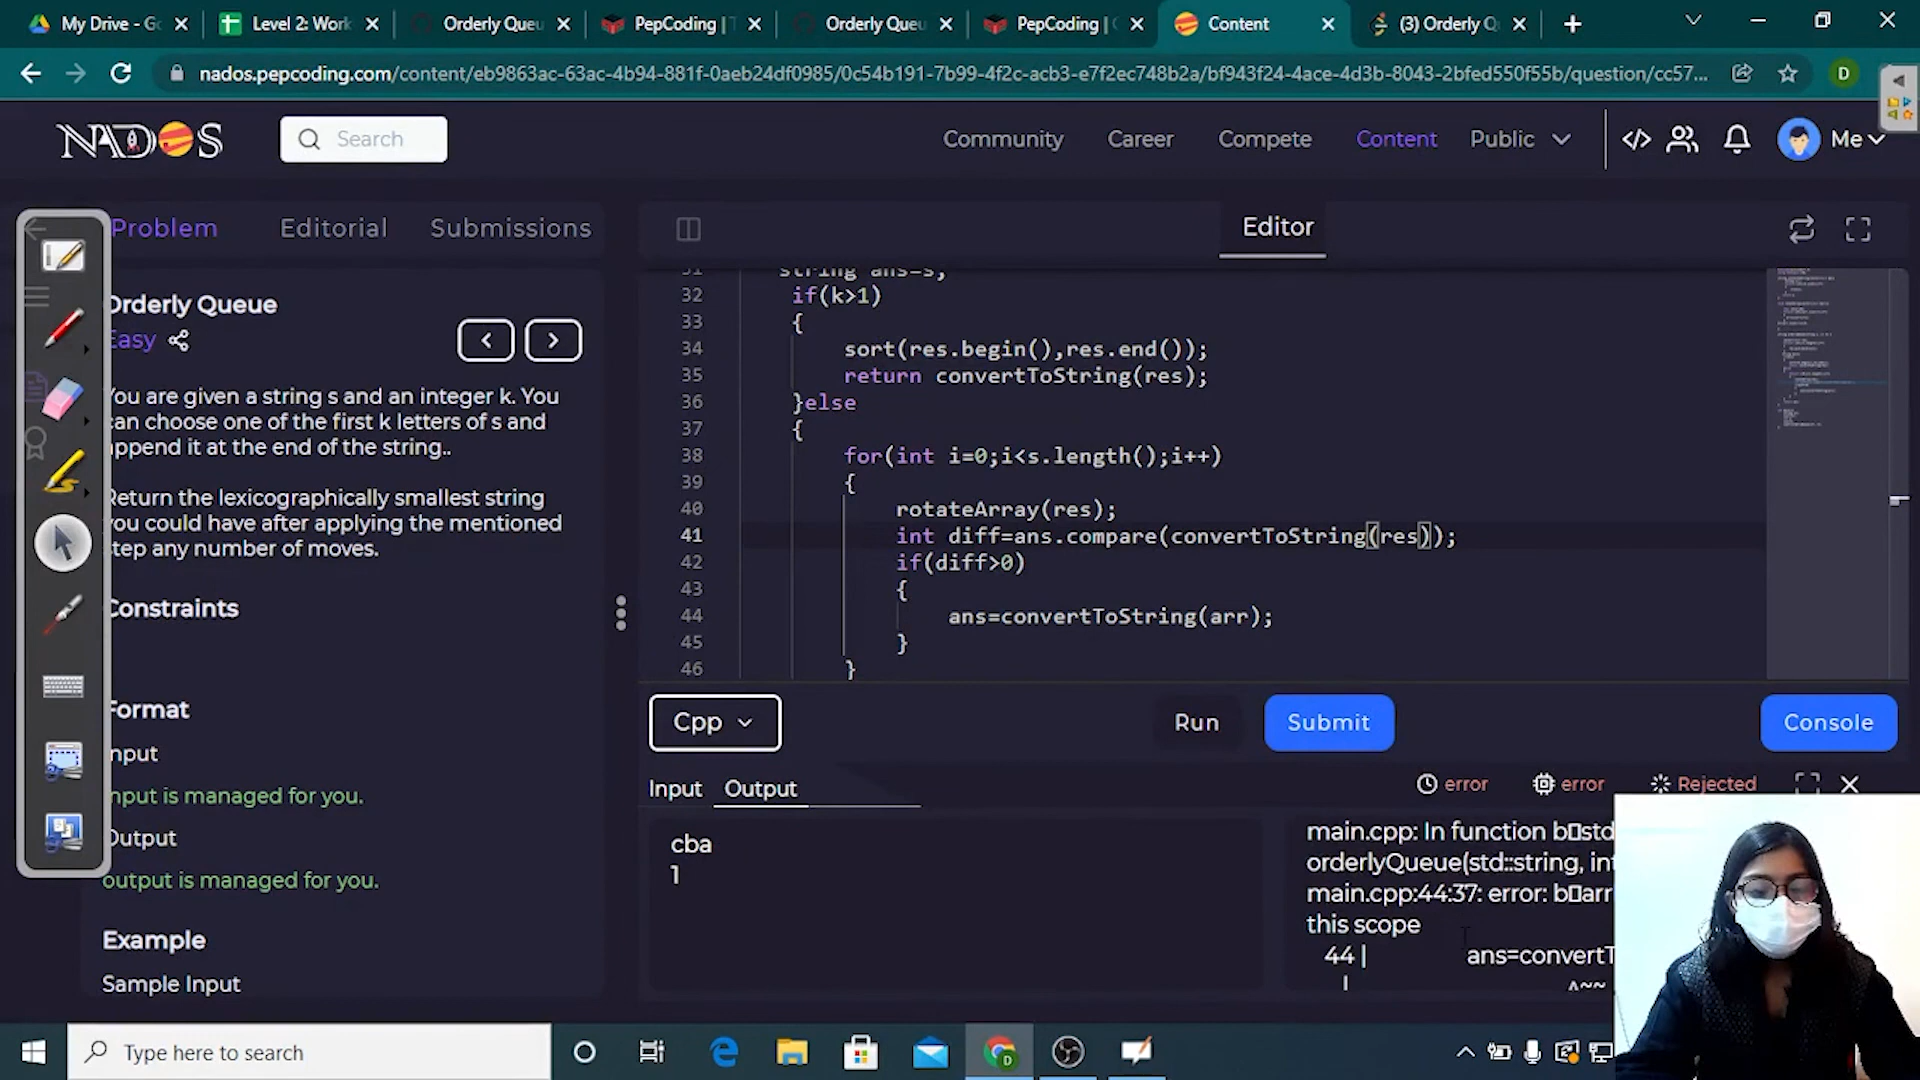 My Drive - Go
Level 2: Work
Orderly Queu
PepCoding | T
Orderly Queu
PepCoding |
Content
(3) Orderly Q
nados.pepcoding.com/content/eb9863ac-63ac-4b94-881f-0aeb24df0985/0c54b191-7b99-4f2c-acb3-e7f2ec748b2a/bf943f24-4ace-4d3b-8043-2bfed550f55b/question/cc57...
D
NADOS
Search
Community
Career
Compete
Content
Public
Me
Problem
Editorial
Submissions
Editor
Orderly Queue
Easy
You are given a string s and an integer k. You
can choose one of the first k letters of s and
append it at the end of the string..
Return the lexicographically smallest string
you could have after applying the mentioned
step any number of moves.
Constraints
Format
Input
input is managed for you.
Output
output is managed for you.
Example
Sample Input
31 string ans=s;
32 if(k>1)
33 {
34 sort(res.begin(),res.end());
35 return convertToString(res);
36 }else
37 {
38 for(int i=0;i<s.length();i++)
39 {
40 rotateArray(res);
41 int diff=ans.compare(convertToString(res));
42 if(diff>0)
43 {
44 ans=convertToString(arr);
45 }
46 }
Cpp
Run
Submit
Console
Input
Output
error
error
Rejected
cba
1
main.cpp: In function b▯std
orderlyQueue(std::string, int
main.cpp:44:37: error: b▯arr
this scope
44 | ans=convertT
| ^~~
Type here to search